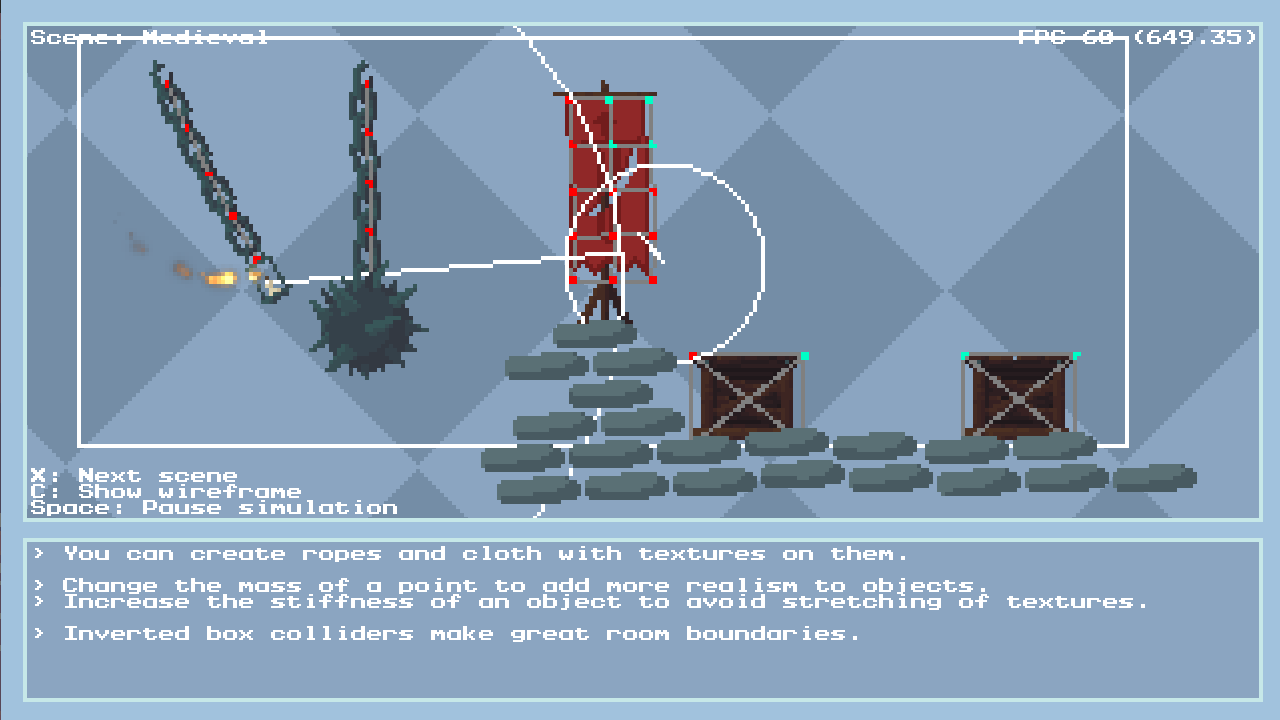 Scene: Medieval
FPS 60 (649.35)
X: Next scene
C: Show wireframe
Space: Pause simulation
> You can create ropes and cloth with textures on them.
> Change the mass of a point to add more realism to objects.
> Increase the stiffness of an object to avoid stretching of textures.
> Inverted box colliders make great room boundaries.